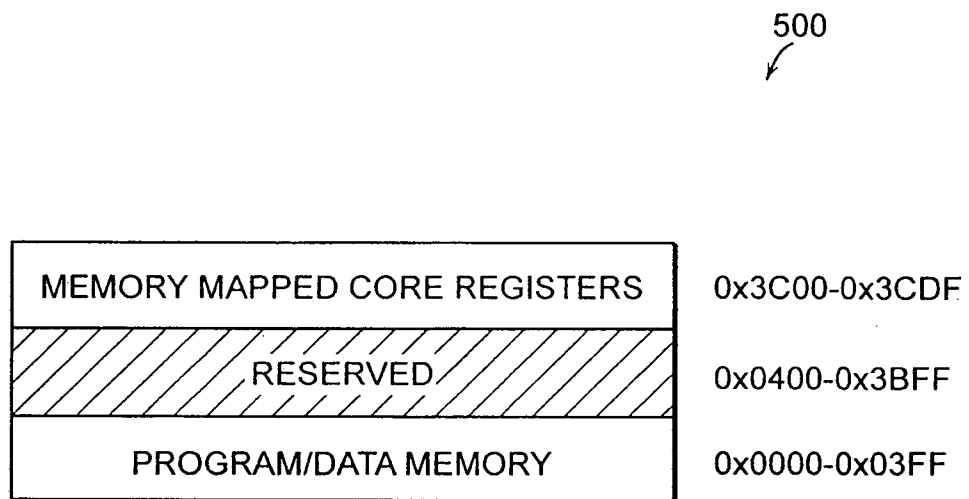 500
MEMORY MAPPED CORE REGISTERS 0x3C00-0x3CDF
RESERVED 0x0400-0x3BFF
PROGRAM/DATA MEMORY 0x0000-0x03FF